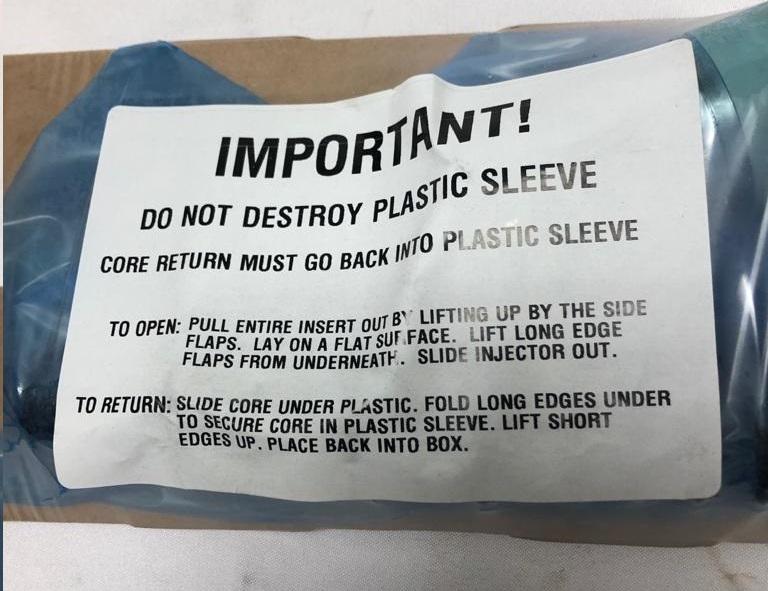 IMPORTANT!
DO NOT DESTROY PLASTIC SLEEVE
CORE RETURN MUST GO BACK INTO PLASTIC SLEEVE
TO OPEN: PULL ENTIRE INSERT OUT BY LIFTING UP BY THE SIDE
FLAPS. LAY ON A FLAT SURFACE. LIFT LONG EDGE
FLAPS FROM UNDERNEATH. SLIDE INJECTOR OUT.
TO RETURN: SLIDE CORE UNDER PLASTIC. FOLD LONG EDGES UNDER
TO SECURE CORE IN PLASTIC SLEEVE. LIFT SHORT
EDGES UP. PLACE BACK INTO BOX.